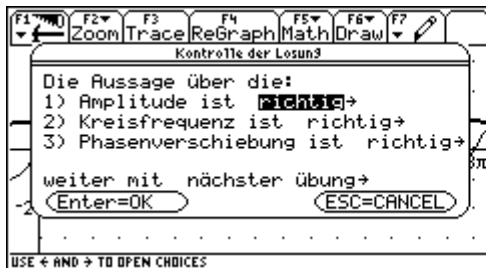 F1 F2 F3 F4 F5 F6 F7
Zoom Trace ReGraph Math Draw
Kontrolle der Losung
Die Aussage über die:
1) Amplitude ist richtig→
2) Kreisfrequenz ist richtig→
3) Phasenverschiebung ist richtig→
3π
weiter mit nächster übung→
-2
Enter=OK ESC=CANCEL
USE ← AND → TO OPEN CHOICES